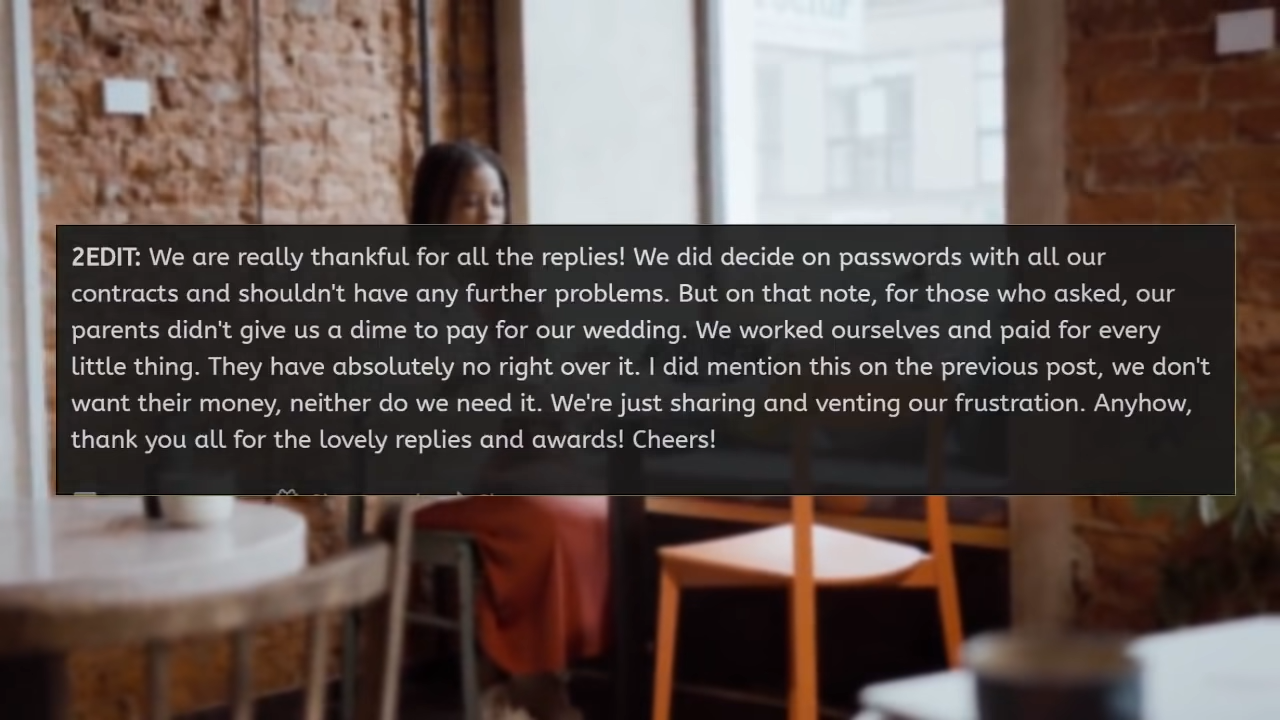 2EDIT: We are really thankful for all the replies! We did decide on passwords with all our
contracts and shouldn't have any further problems. But on that note, for those who asked, our
parents didn't give us a dime to pay for our wedding. We worked ourselves and paid for every
little thing. They have absolutely no right over it. I did mention this on the previous post, we don't
want their money, neither do we need it. We're just sharing and venting our frustration. Anyhow,
thank you all for the lovely replies and awards! Cheers!